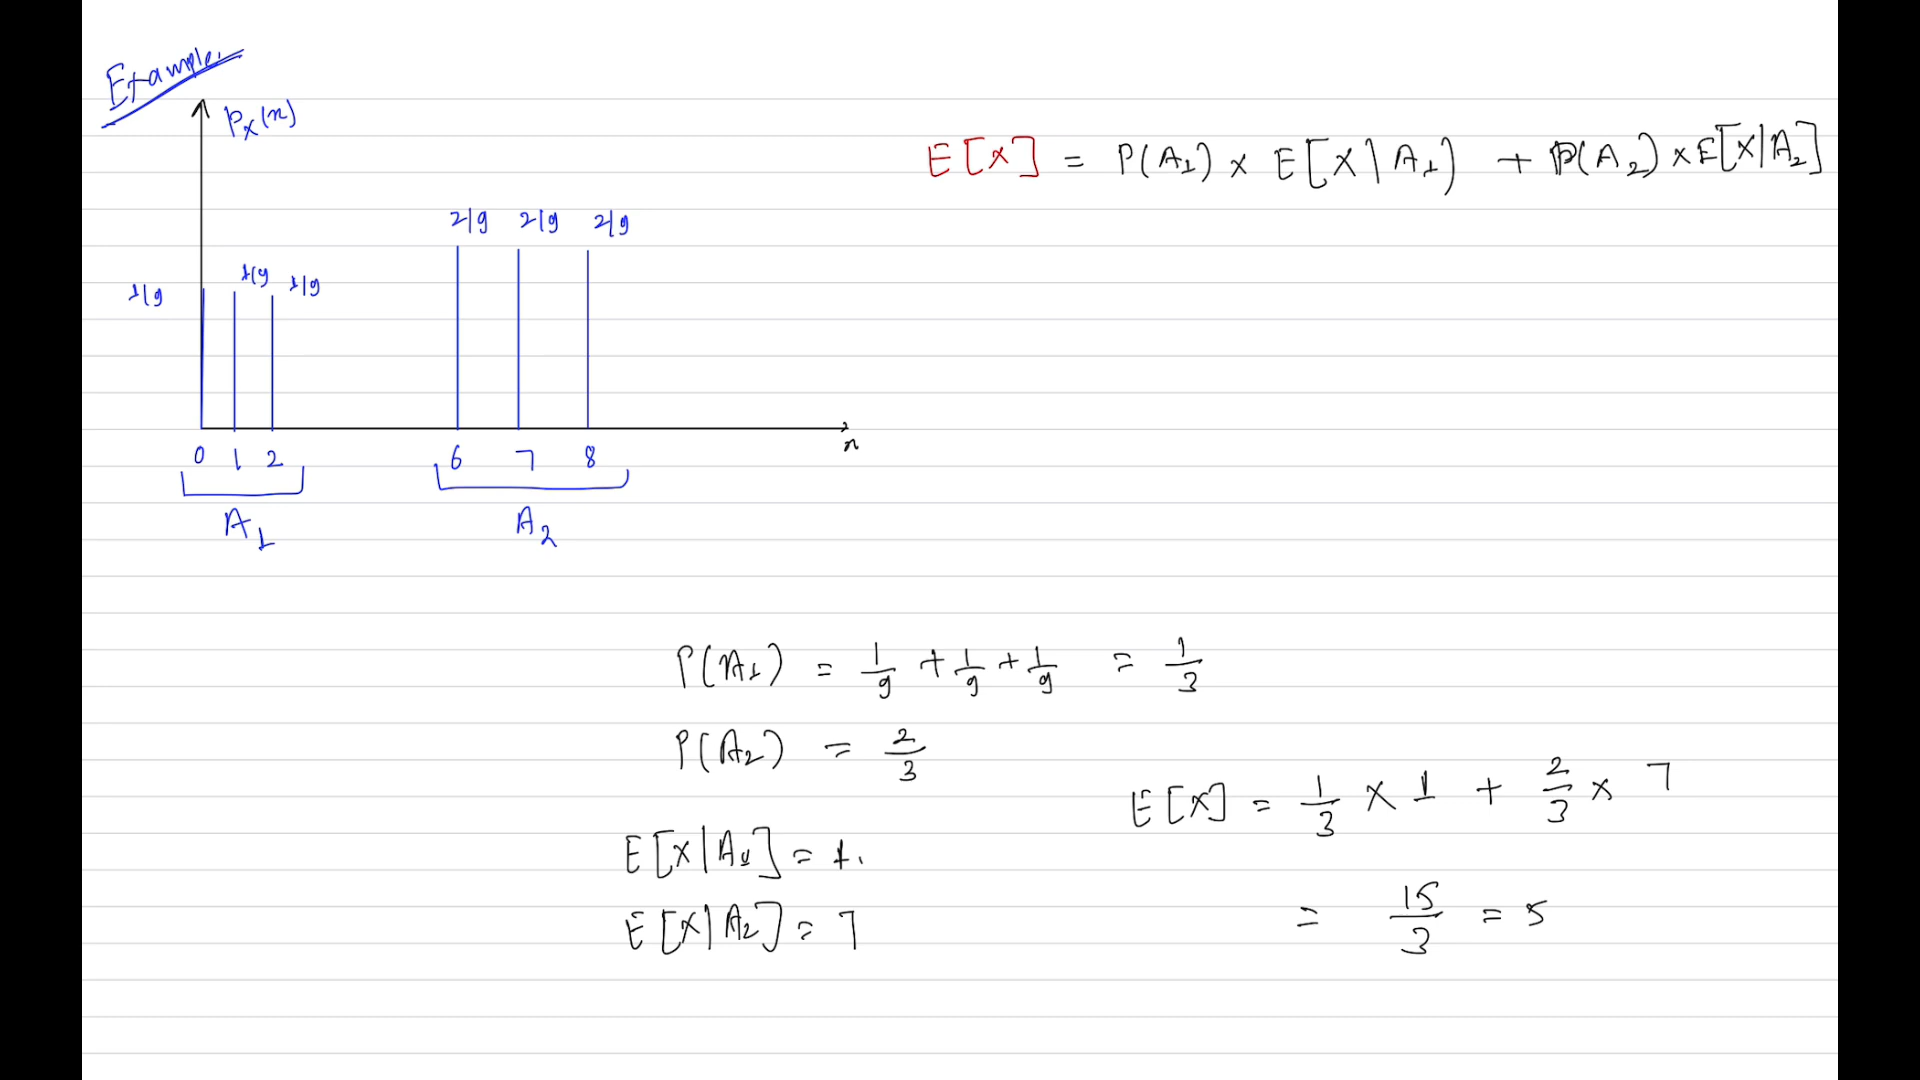 Example.
Px(x)
E[X] = P(A1) x E[X|A1) + P(A2) x E[X|A2]
2/9 2/9 2/9
1/9 1/9 1/9
x
0 1 2 6 7 8
A1 A2
P(A1) = 1/9 + 1/9 + 1/9 = 1/3
P(A2) = 2/3
E[X] = 1/3 x 1 + 2/3 x 7
E[X|A1] = 1.
= 15/3 = 5
E[X|A2] = 7